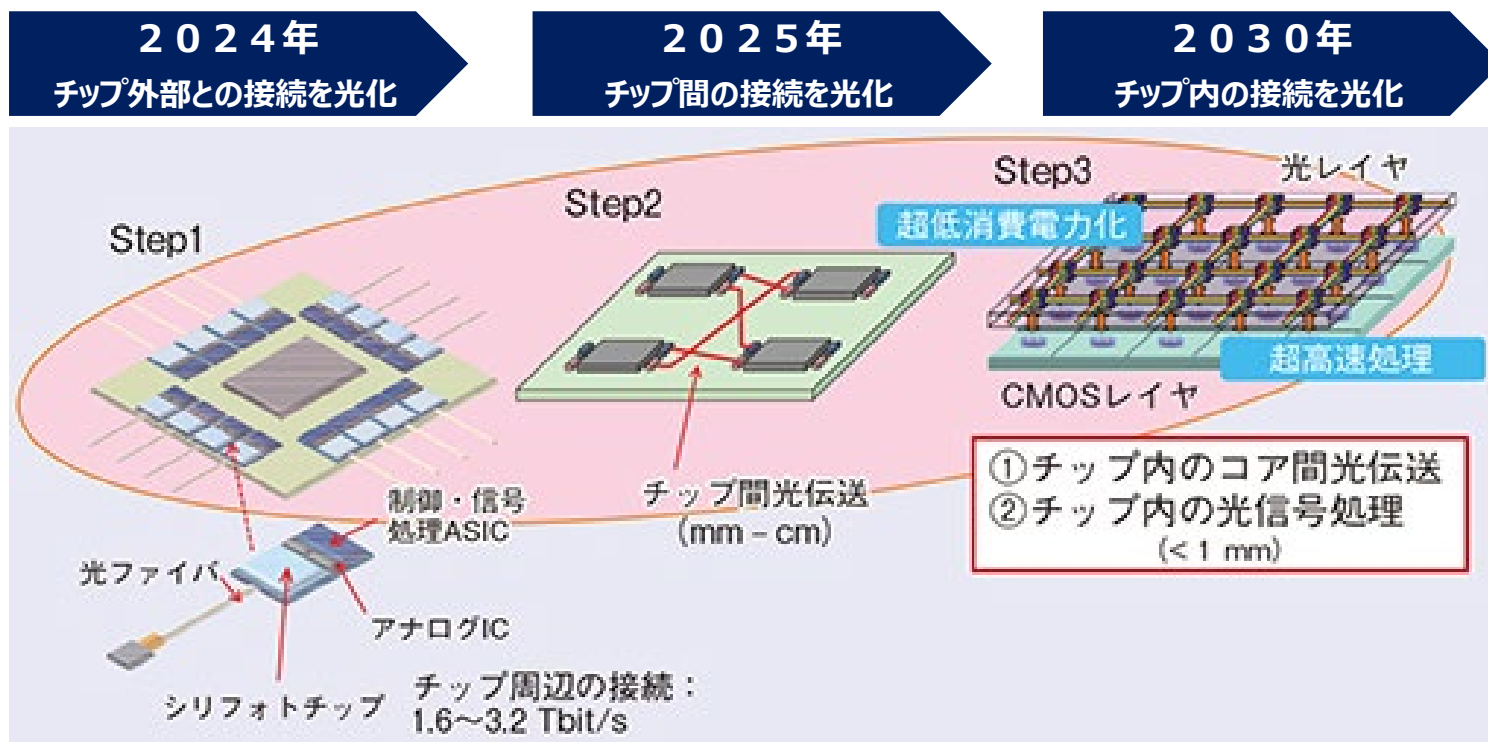 2024年
チップ外部との接続を光化
2025年
チップ間の接続を光化
2030年
チップ内の接続を光化
Step1
Step2
Step3
光レイヤ
超低消費電力化
超高速処理
CMOSレイヤ
①チップ内のコア間光伝送
②チップ内の光信号処理
(< 1 mm)
チップ間光伝送
(mm – cm)
制御・信号
処理ASIC
光ファイバ
アナログIC
シリフォトチップ
チップ周辺の接続：
1.6～3.2 Tbit/s